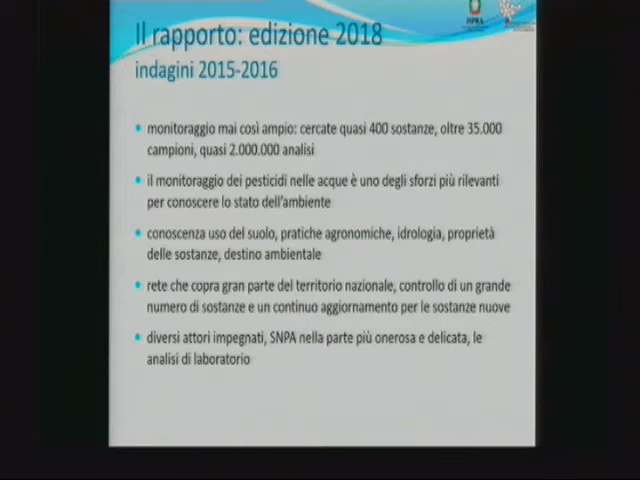 Il rapporto: edizione 2018
indagini 2015-2016
ISPRA
• monitoraggio mai così ampio: cercate quasi 400 sostanze, oltre 35.000
campioni, quasi 2.000.000 analisi
• il monitoraggio dei pesticidi nelle acque è uno degli sforzi più rilevanti
per conoscere lo stato dell'ambiente
• conoscenza uso del suolo, pratiche agronomiche, idrologia, proprietà
delle sostanze, destino ambientale
• rete che copra gran parte del territorio nazionale, controllo di un grande
numero di sostanze e un continuo aggiornamento per le sostanze nuove
• diversi attori impegnati, SNPA nella parte più onerosa e delicata, le
analisi di laboratorio